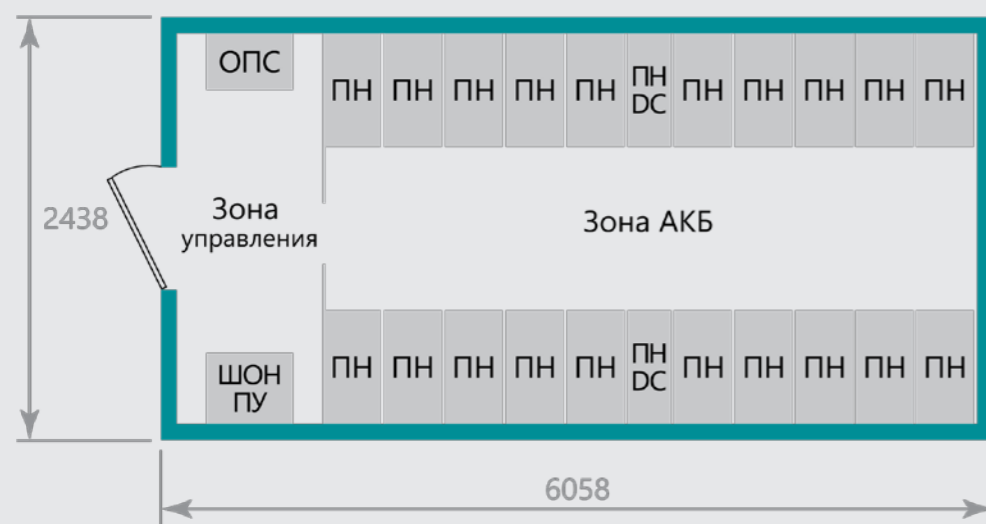 ОПС
ПН ПН ПН ПН ПН ПН DC ПН ПН ПН ПН ПН
2438
Зона
управления
Зона АКБ
ШОН
ПУ
ПН ПН ПН ПН ПН ПН DC ПН ПН ПН ПН ПН
6058